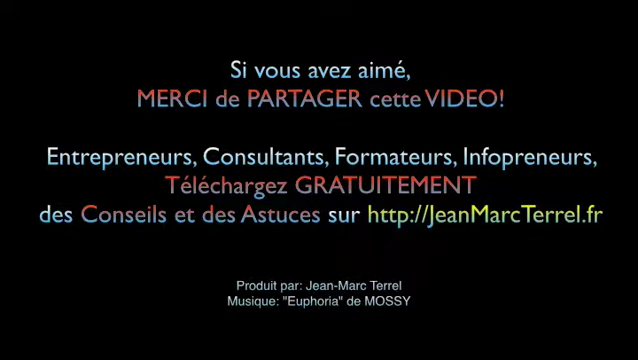 Si vous avez aimé,
MERCI de PARTAGER cette VIDEO!
Entrepreneurs, Consultants, Formateurs, Infopreneurs,
Téléchargez GRATUITEMENT
des Conseils et des Astuces sur http://JeanMarcTerrel.fr
Produit par: Jean-Marc Terrel
Musique: "Euphoria" de MOSSY